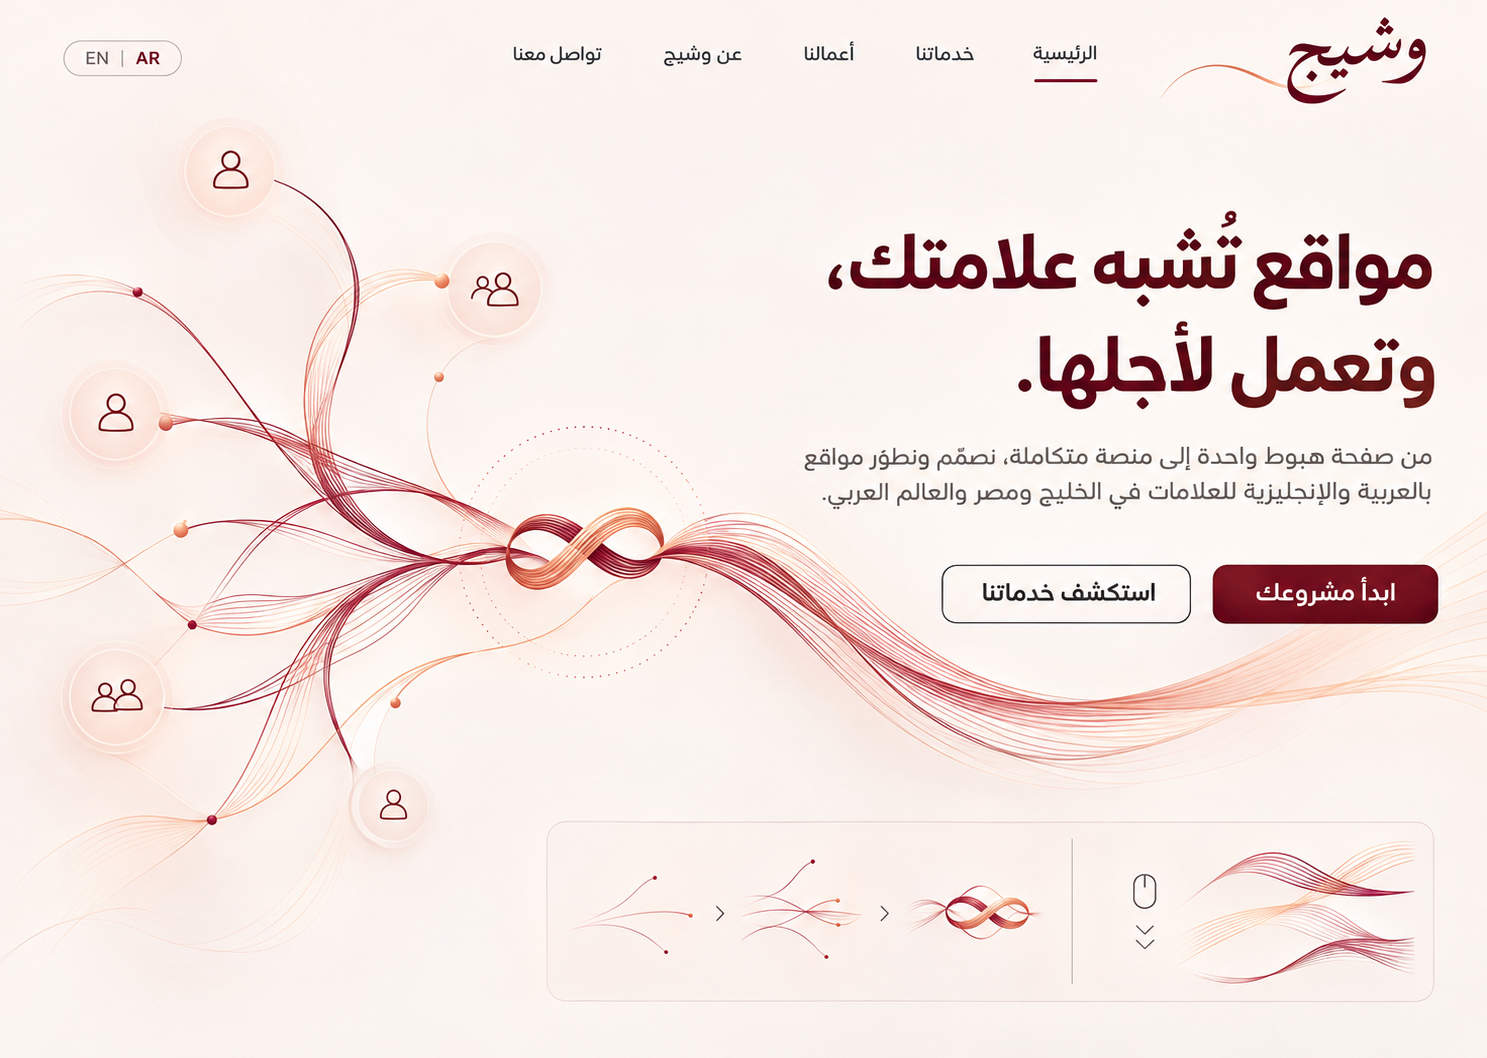 وشيج
الرئيسية
خدماتنا
أعمالنا
عن وشيج
تواصل معنا
EN | AR
مواقع تُشبه علامتك،
وتعمل لأجلها.
من صفحة هبوط واحدة إلى منصة متكاملة، نصمّم ونطوّر مواقع
بالعربية والإنجليزية للعلامات في الخليج ومصر والعالم العربي.
ابدأ مشروعك
استكشف خدماتنا